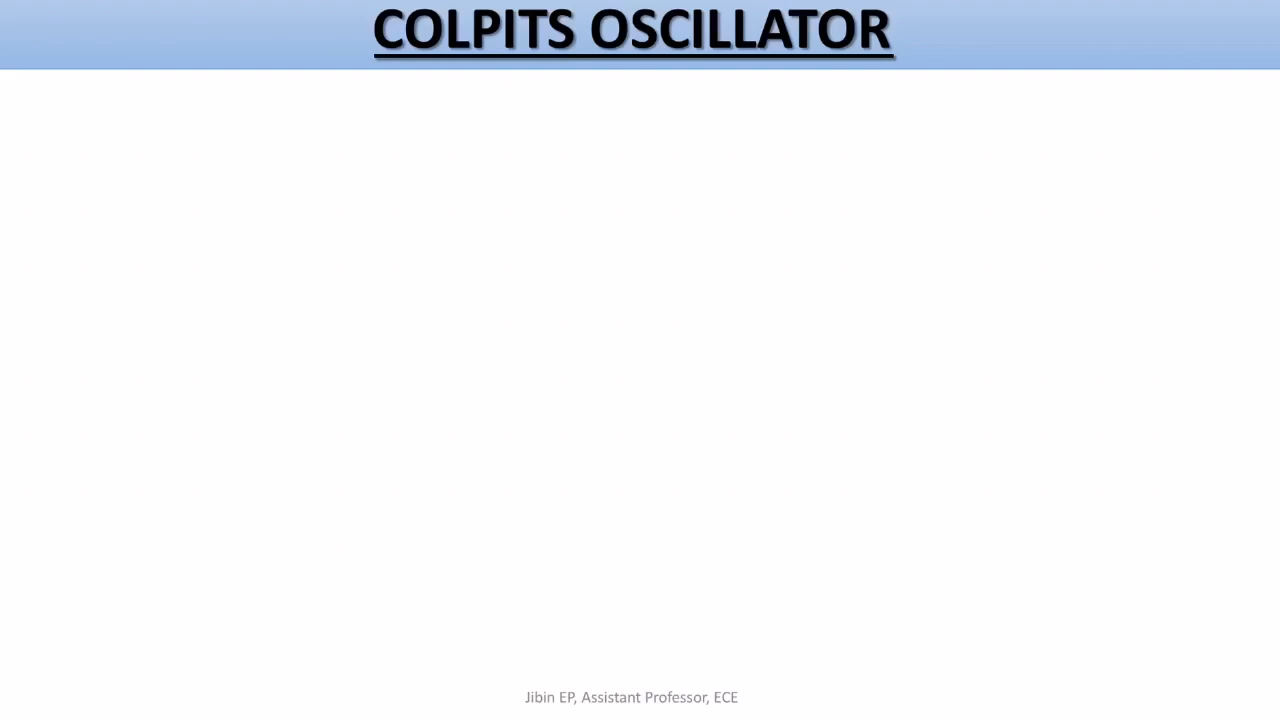 COLPITS OSCILLATOR
Jibin EP, Assistant Professor, ECE